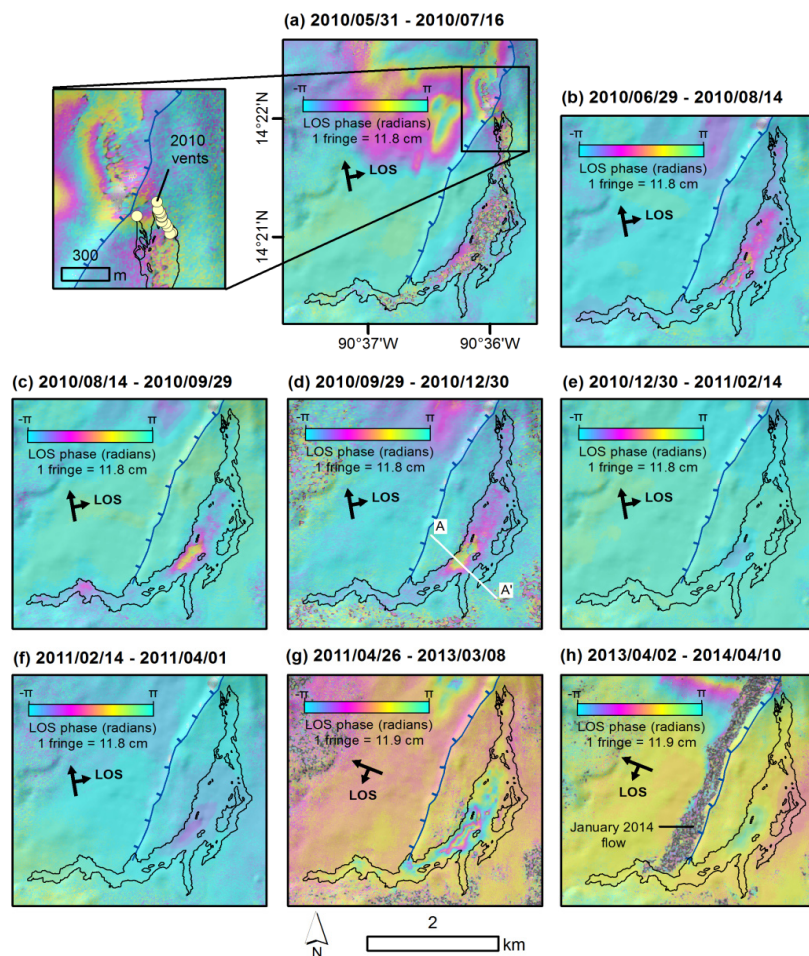 (a) 2010/05/31 - 2010/07/16
-π π
LOS phase (radians)
1 fringe = 11.8 cm
LOS
14°22'N
14°21'N
90°37'W 90°36'W
2010
vents
300
m
(b) 2010/06/29 - 2010/08/14
-π π
LOS phase (radians)
1 fringe = 11.8 cm
LOS
(c) 2010/08/14 - 2010/09/29
-π π
LOS phase (radians)
1 fringe = 11.8 cm
LOS
(d) 2010/09/29 - 2010/12/30
-π π
LOS phase (radians)
1 fringe = 11.8 cm
LOS
A
A'
(e) 2010/12/30 - 2011/02/14
-π π
LOS phase (radians)
1 fringe = 11.8 cm
LOS
(f) 2011/02/14 - 2011/04/01
-π π
LOS phase (radians)
1 fringe = 11.8 cm
LOS
(g) 2011/04/26 - 2013/03/08
-π π
LOS phase (radians)
1 fringe = 11.9 cm
LOS
(h) 2013/04/02 - 2014/04/10
-π π
LOS phase (radians)
1 fringe = 11.9 cm
LOS
January 2014
flow
N
2
km